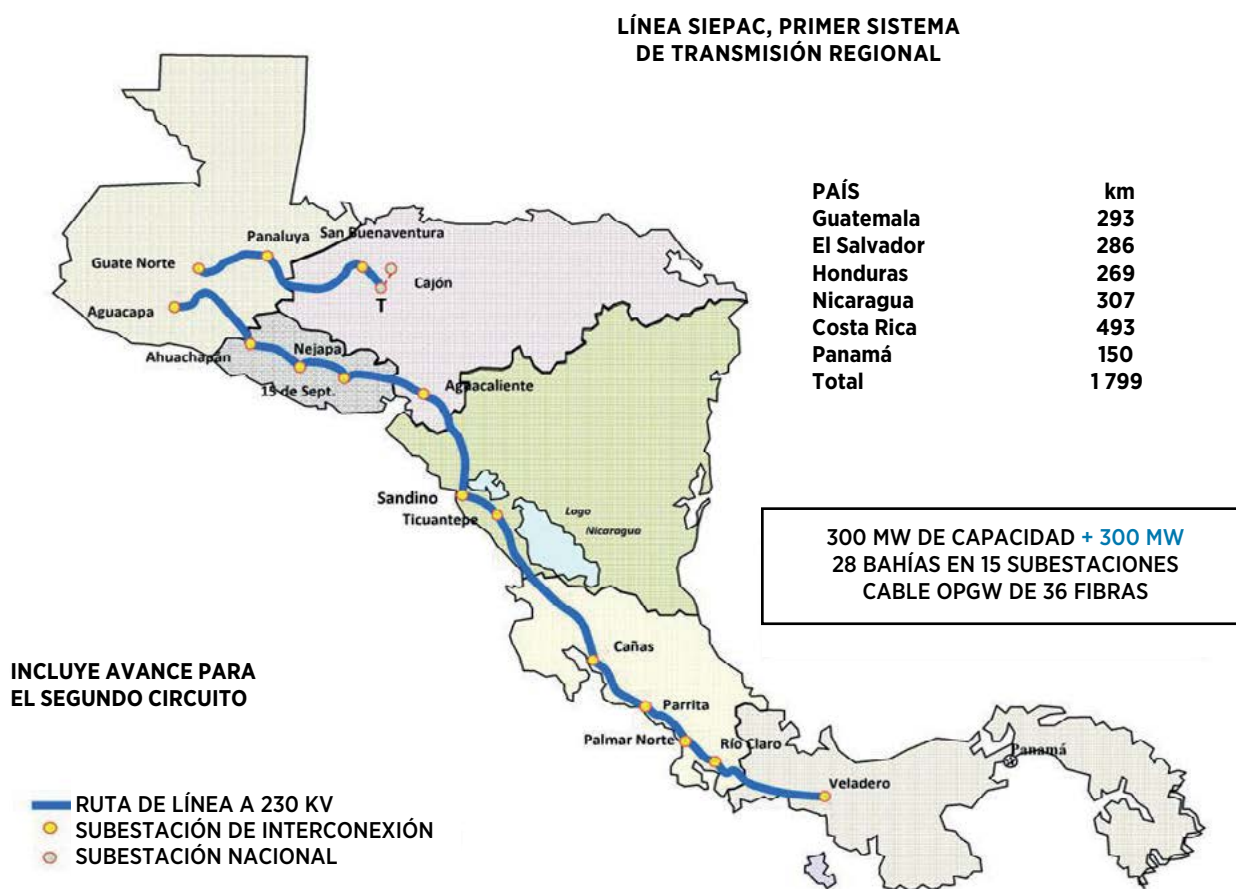 LÍNEA SIEPAC, PRIMER SISTEMA
DE TRANSMISIÓN REGIONAL
PAÍS km
Guatemala 293
El Salvador 286
Honduras 269
Nicaragua 307
Costa Rica 493
Panamá 150
Total 1 799
Panaluya
San Buenaventura
Guate Norte
Cajón
T
Aguacapa
Ahuachapán
Nejapa
15 de Sept.
Aguacaliente
Sandino
Ticuantepe
Lago
Nicaragua
300 MW DE CAPACIDAD + 300 MW
28 BAHÍAS EN 15 SUBESTACIONES
CABLE OPGW DE 36 FIBRAS
Cañas
INCLUYE AVANCE PARA
EL SEGUNDO CIRCUITO
Parrita
Palmar Norte
Río Claro
Panamá
Veladero
RUTA DE LÍNEA A 230 KV
SUBESTACIÓN DE INTERCONEXIÓN
SUBESTACIÓN NACIONAL